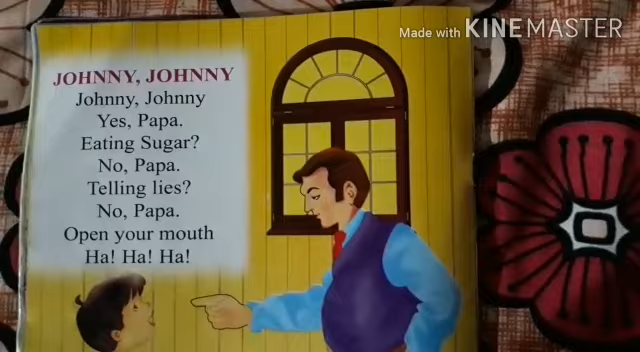 Made with KINEMASTER
JOHNNY, JOHNNY
Johnny, Johnny
Yes, Papa.
Eating Sugar?
No, Papa.
Telling lies?
No, Papa.
Open your mouth
Ha! Ha! Ha!